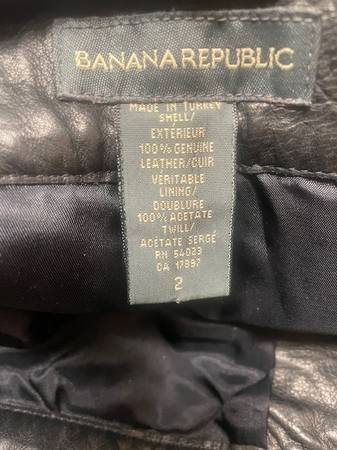 BANANA REPUBLIC
MADE IN TURKEY
SHELL/
EXTÉRIEUR
100% GENUINE
LEATHER/CUIR
VÉRITABLE
LINING/
DOUBLURE
100% ACETATE
TWILL/
ACÉTATE SERGÉ
RN 54023
CA 17897
2